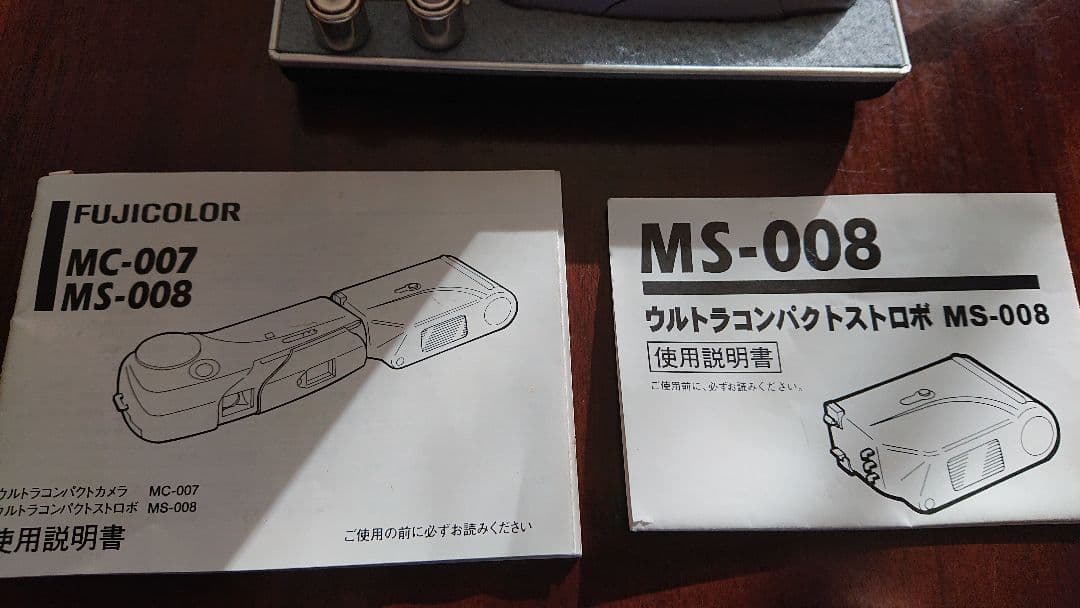 FUJICOLOR
MC-007
MS-008
ウルトラコンパクトカメラ MC-007
ウルトラコンパクトストロボ MS-008
使用説明書
ご使用の前に必ずお読みください
MS-008
ウルトラコンパクトストロボ MS-008
使用説明書
ご使用前に、必ずお読みください。